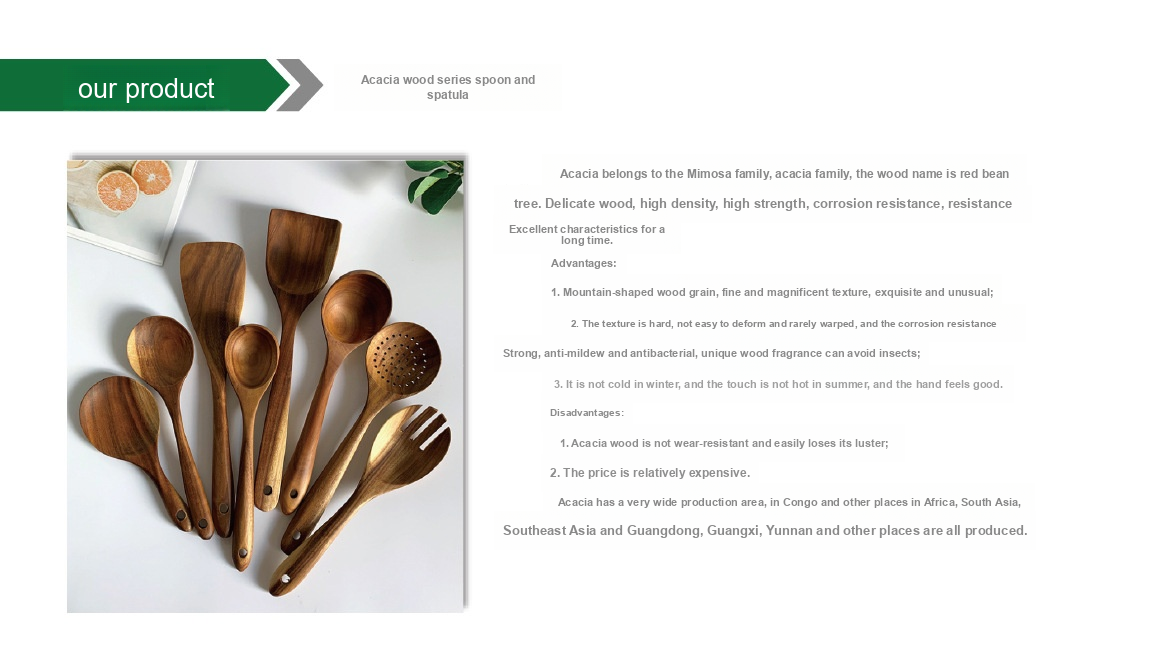 our product
Acacia wood series spoon and
spatula
Acacia belongs to the Mimosa family, acacia family, the wood name is red bean
tree. Delicate wood, high density, high strength, corrosion resistance, resistance
Excellent characteristics for a
long time.
Advantages:
1. Mountain-shaped wood grain, fine and magnificent texture, exquisite and unusual;
2. The texture is hard, not easy to deform and rarely warped, and the corrosion resistance
Strong, anti-mildew and antibacterial, unique wood fragrance can avoid insects;
3. It is not cold in winter, and the touch is not hot in summer, and the hand feels good.
Disadvantages:
1. Acacia wood is not wear-resistant and easily loses its luster;
2. The price is relatively expensive.
Acacia has a very wide production area, in Congo and other places in Africa, South Asia,
Southeast Asia and Guangdong, Guangxi, Yunnan and other places are all produced.